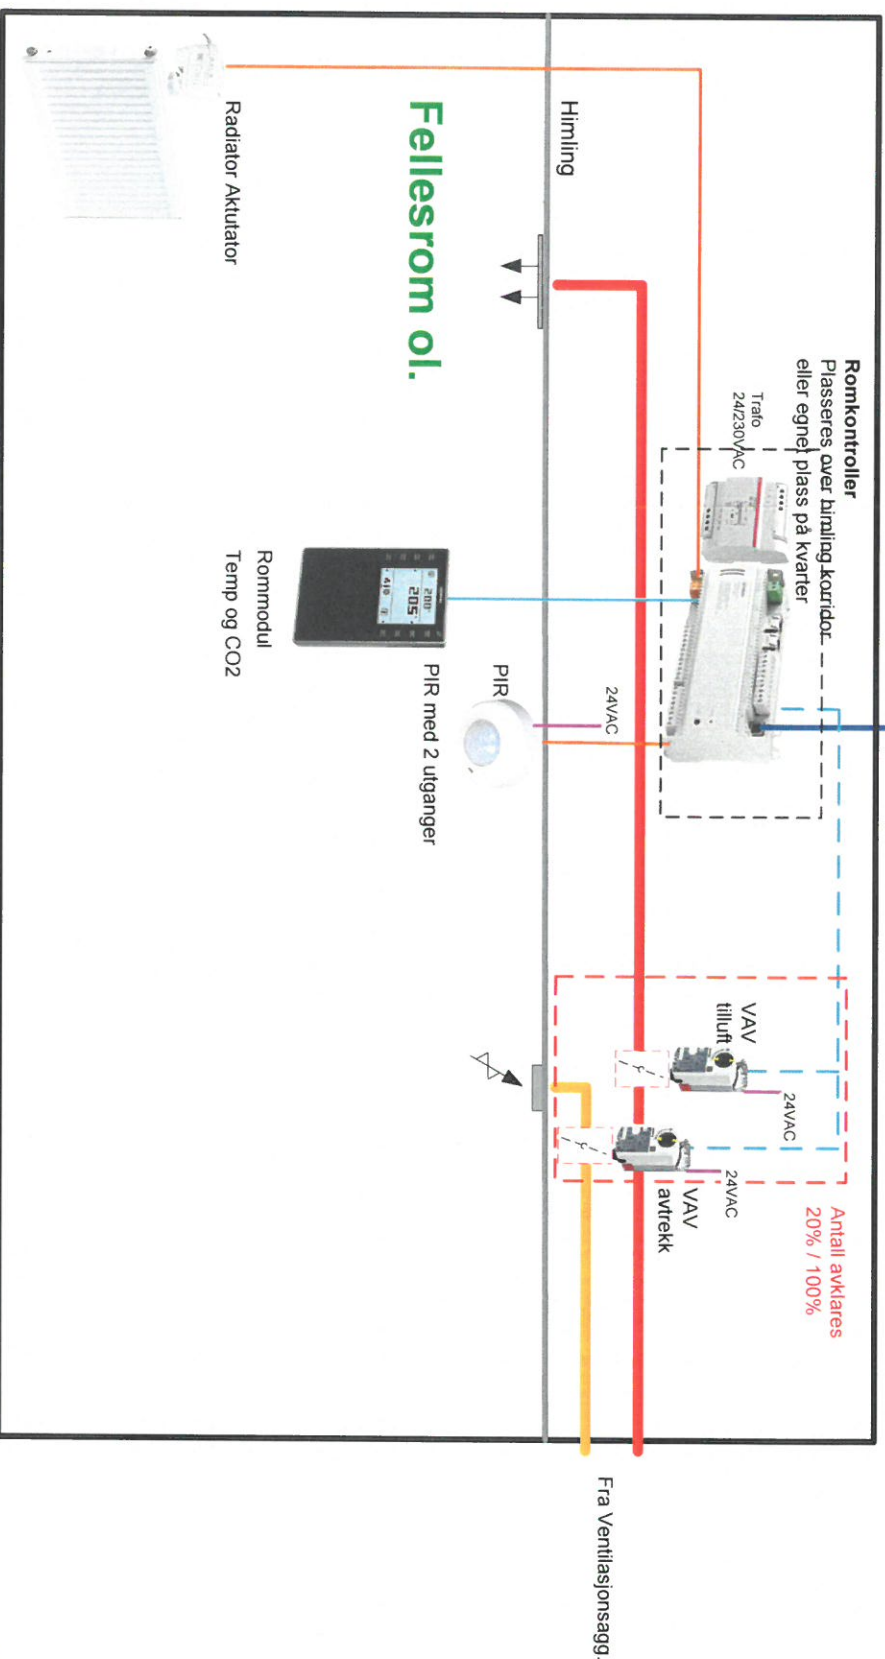 Romkontroller
Plasseres over himling korridor
eller egnet plass på kvarter
Trafo
24/230VAC
Antall avklares
20% / 100%
VAV
tilluft
24VAC
24VAC
VAV
avtrekk
Himling
24VAC
Fra Ventilasjonsagg.
PIR
PIR med 2 utganger
Fellesrom ol.
Rommodul
Temp og CO2
Radiator Aktutator